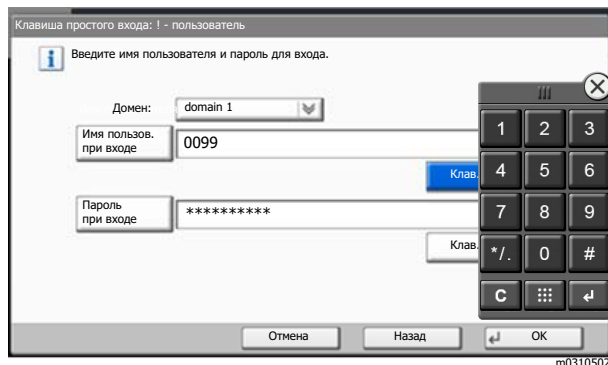 Клавиша простого входа: ! - пользователь
Введите имя пользователя и пароль для входа.
Домен:
domain 1
Имя пользов.
при входе
0099
Клав.
Пароль
при входе
**********
Клав.
1 2 3
4 5 6
7 8 9
*/. 0 #
C
Отмена
Назад
OK
m0310502